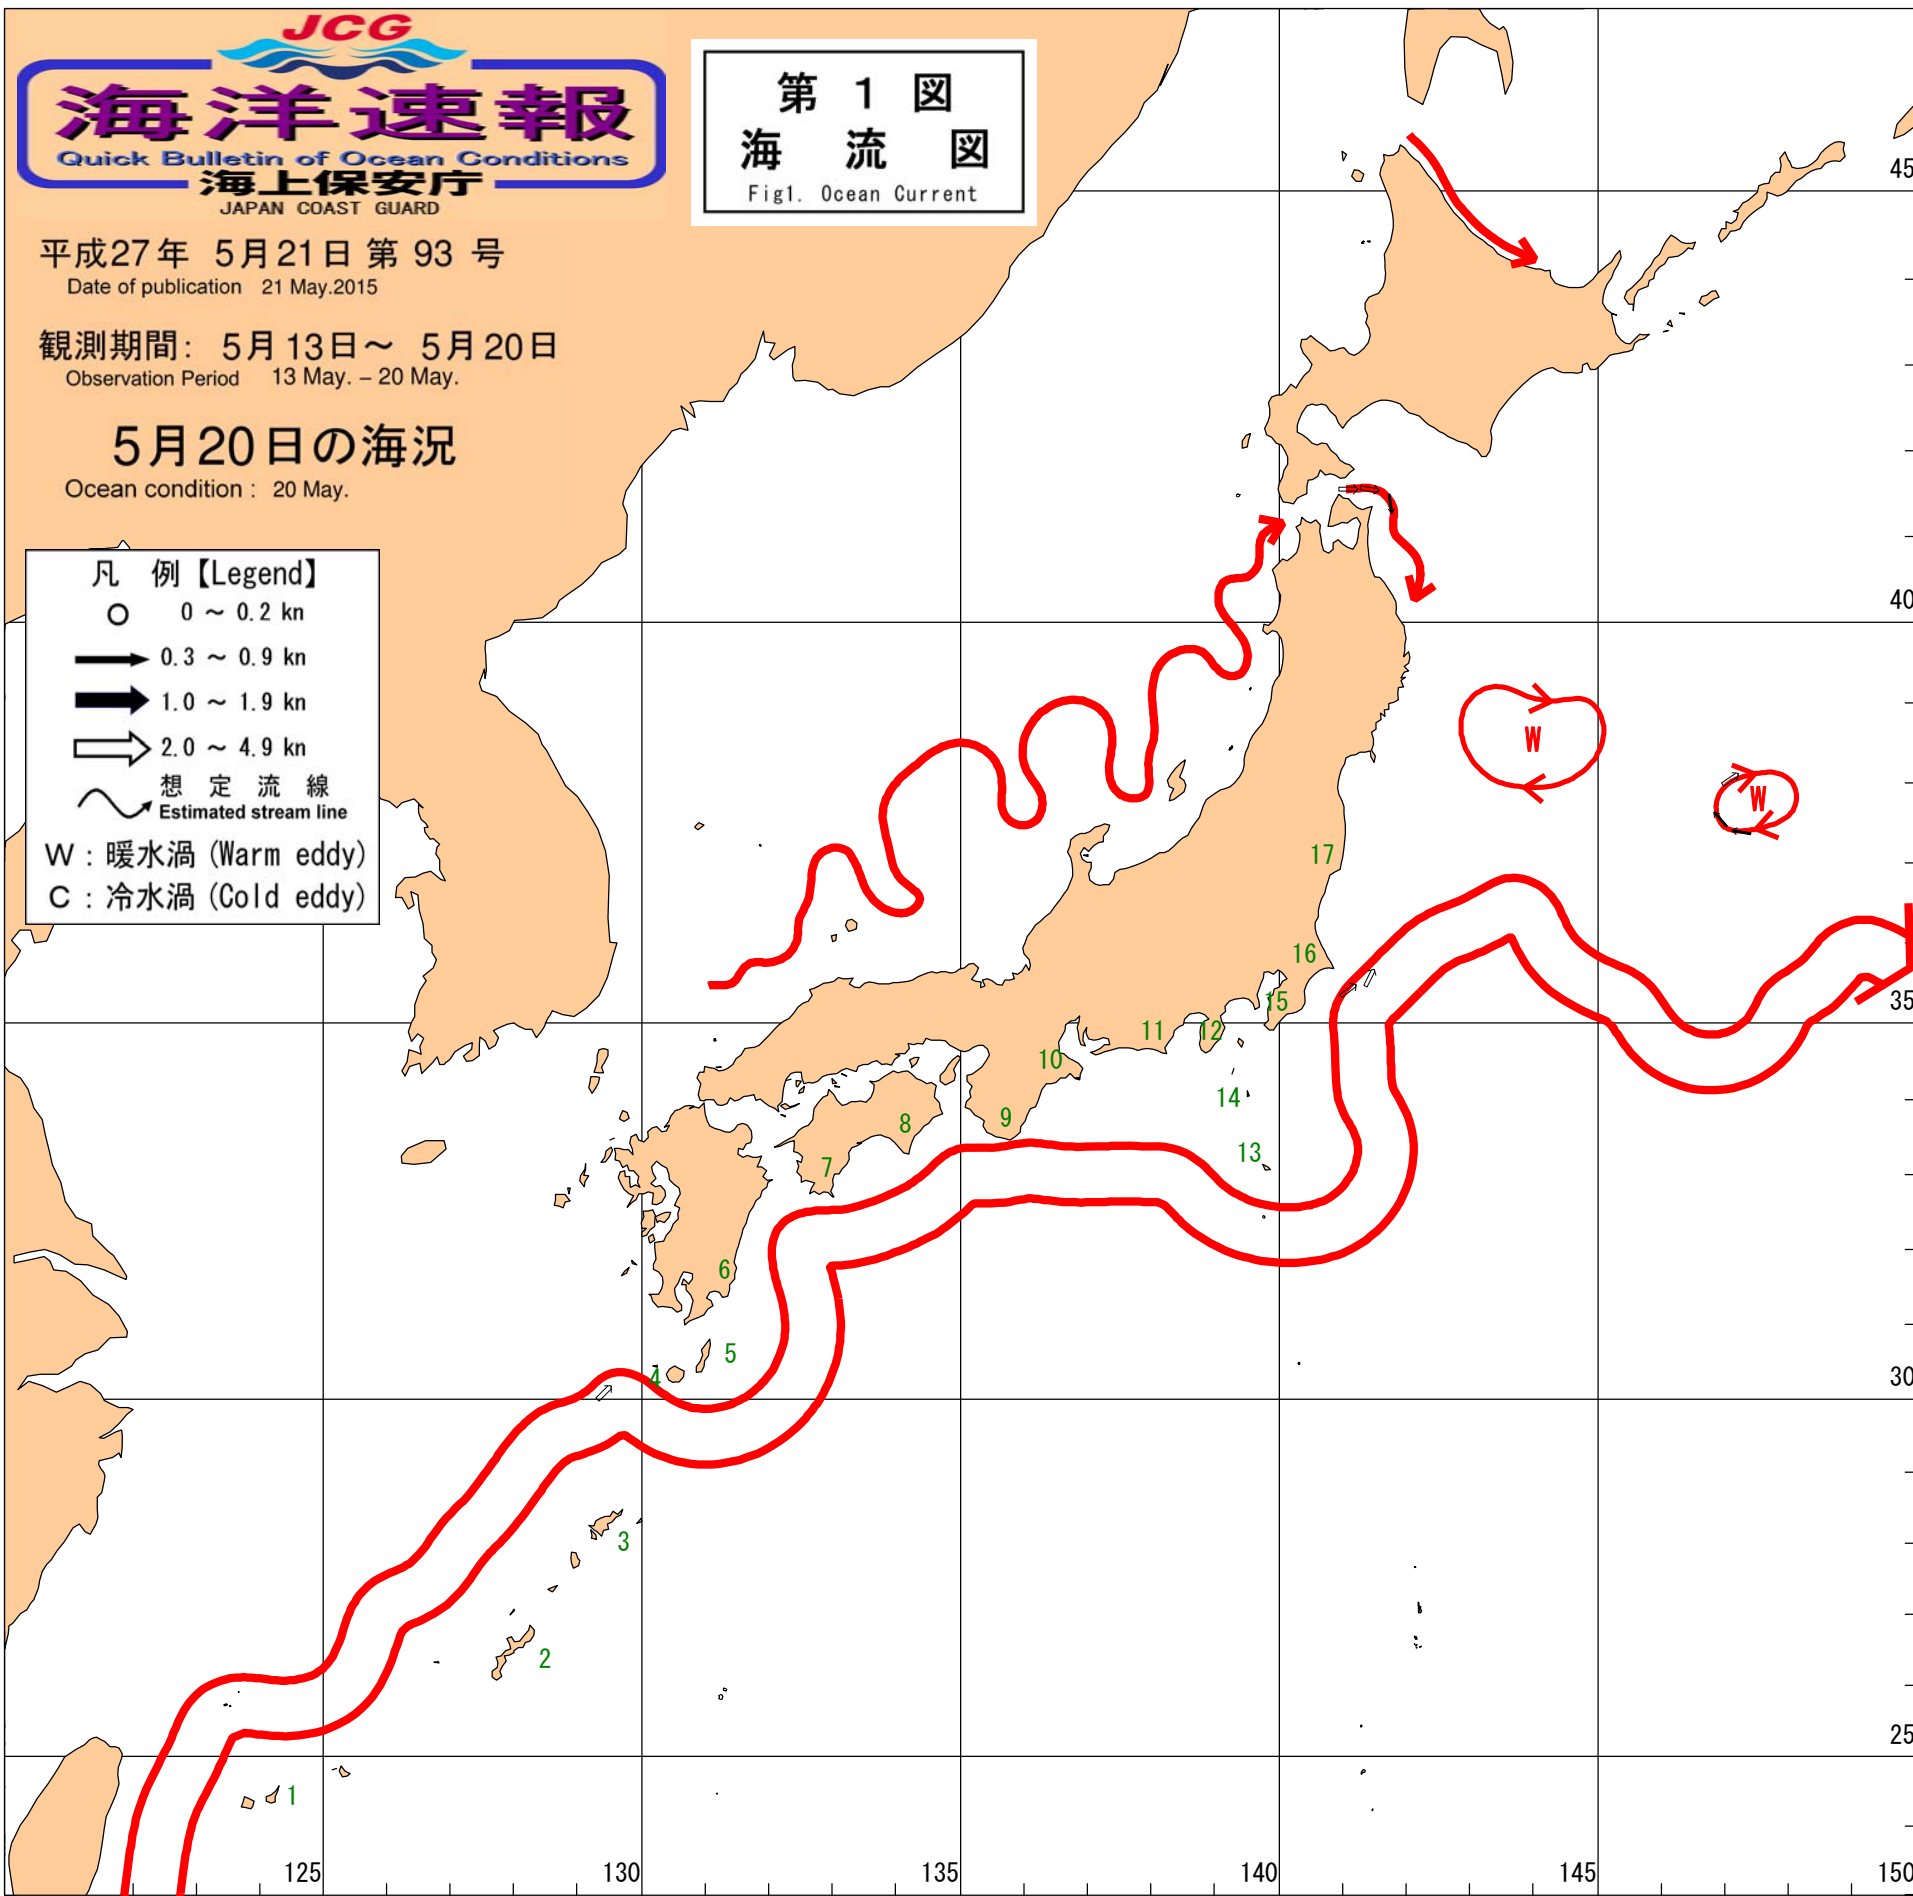 JCG
海洋速報
Quick Bulletin of Ocean Conditions
海上保安庁
JAPAN COAST GUARD
平成27年 5月21日 第 93 号
Date of publication 21 May.2015
観測期間: 5月13日～ 5月20日
Observation Period 13 May. – 20 May.
5月20日の海況
Ocean condition : 20 May.
第 1 図
海 流 図
Fig1. Ocean Current
凡 例【Legend】
0 ～ 0.2 kn
0.3 ～ 0.9 kn
1.0 ～ 1.9 kn
2.0 ～ 4.9 kn
想 定 流 線
Estimated stream line
W : 暖水渦 (Warm eddy)
C : 冷水渦 (Cold eddy)
45
40
W
W
17
16
15
35
11
12
10
14
9
8
13
7
6
5
4
30
3
2
25
1
125
130
135
140
145
150